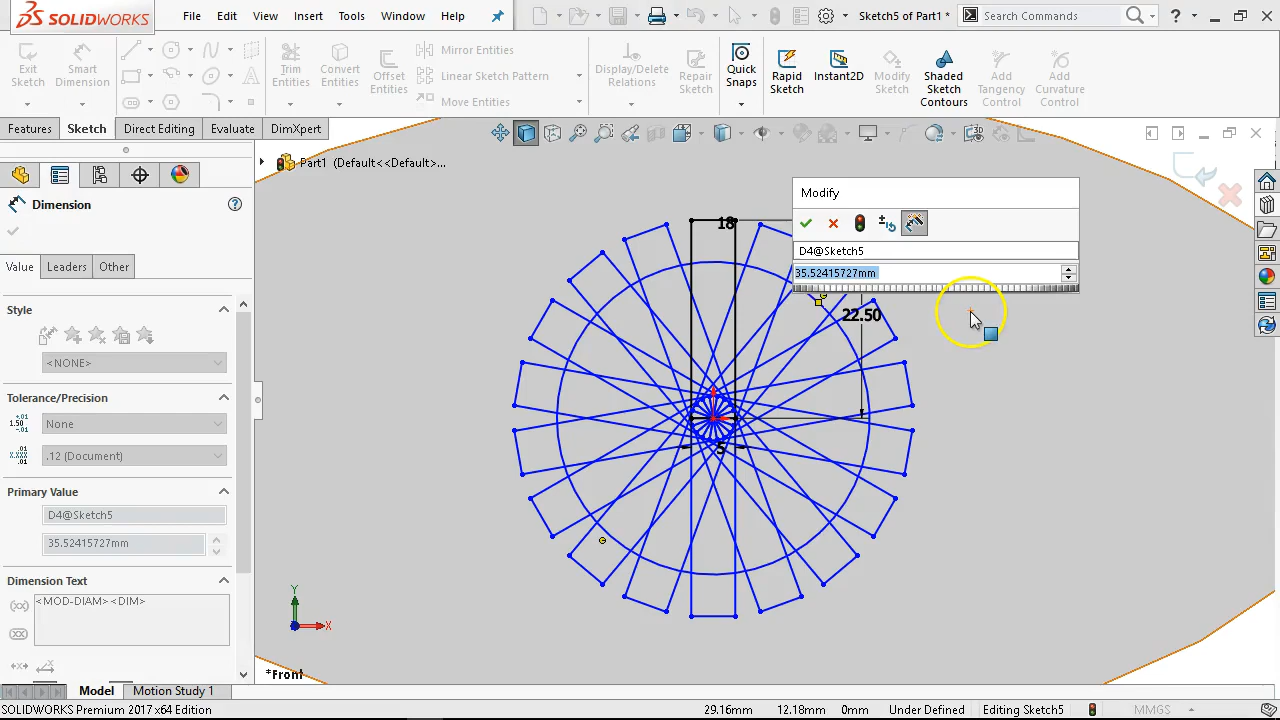 SOLIDWORKS
File Edit View Insert Tools Window Help
Sketch5 of Part1 *
Search Commands
Exit Sketch
Smart Dimension
Trim Entities
Convert Entities
Offset Entities
Mirror Entities
Linear Sketch Pattern
Move Entities
Display/Delete Relations
Repair Sketch
Quick Snaps
Rapid Sketch
Instant2D
Modify Sketch
Shaded Sketch Contours
Add Tangency Control
Add Curvature Control
Features Sketch Direct Editing Evaluate DimXpert
Part1 (Default<<Default>...
Dimension
Value Leaders Other
Style
<NONE>
Tolerance/Precision
None
.12 (Document)
Primary Value
D4@Sketch5
35.52415727mm
Dimension Text
<MOD-DIAM><DIM>
Modify
D4@Sketch5
35.52415727mm
18
22.50
5
Y
X
*Front
Model Motion Study 1
SOLIDWORKS Premium 2017 x64 Edition
29.16mm 12.18mm 0mm Under Defined Editing Sketch5 MMGS